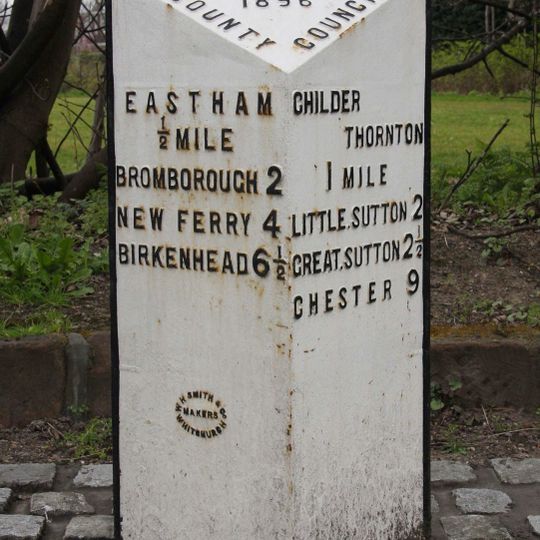 1896
COUNTY COUNCIL
EASTHAM
½ MILE
BROMBOROUGH 2
NEW FERRY 4
BIRKENHEAD 6½
CHILDER
THORNTON
1 MILE
LITTLE.SUTTON 2
GREAT.SUTTON 2½
CHESTER 9
W.H.SMITH & Co
MAKERS
WHITCHURCH